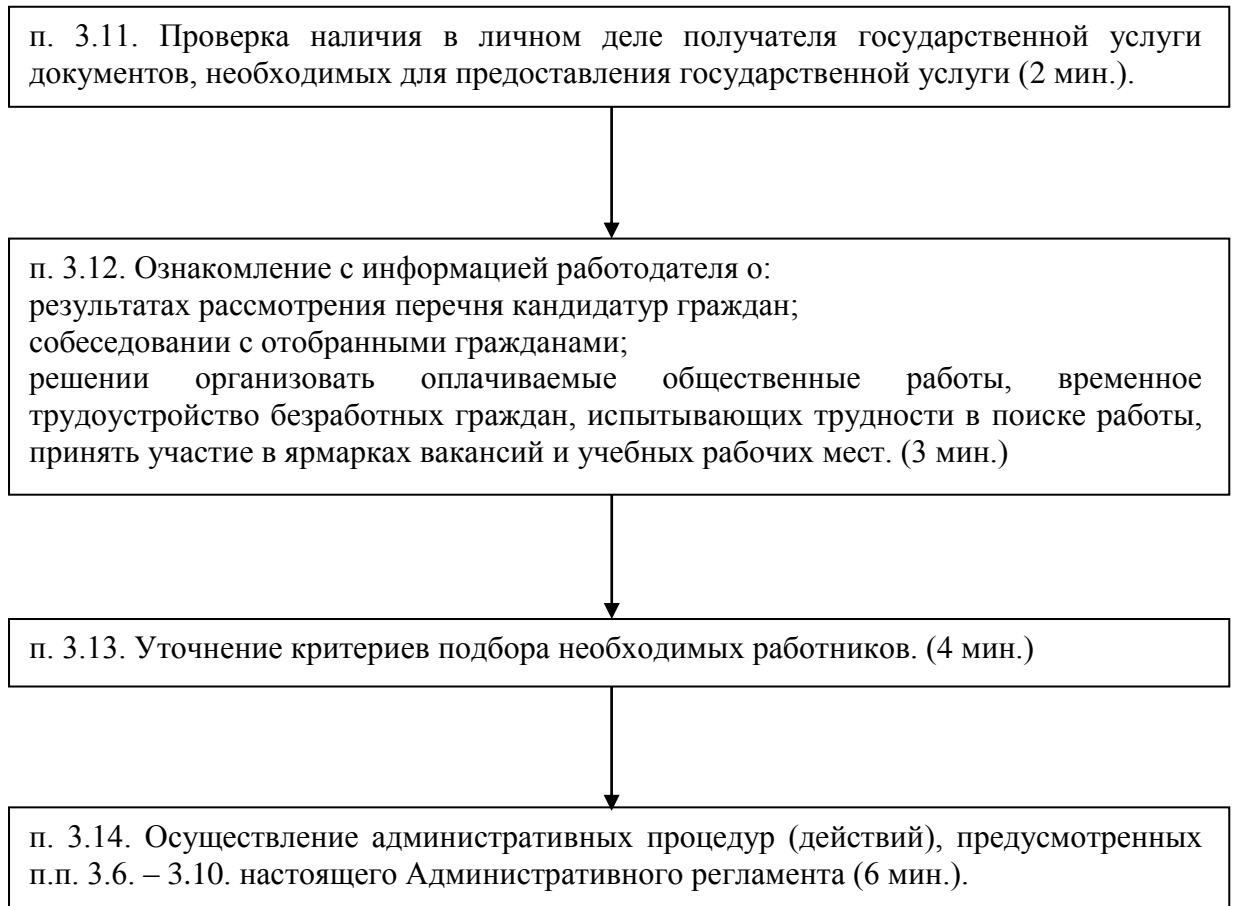 п. 3.11. Проверка наличия в личном деле получателя государственной услуги
документов, необходимых для предоставления государственной услуги (2 мин.).
п. 3.12. Ознакомление с информацией работодателя о:
результатах рассмотрения перечня кандидатур граждан;
собеседовании с отобранными гражданами;
решении организовать оплачиваемые общественные работы, временное
трудоустройство безработных граждан, испытывающих трудности в поиске работы,
принять участие в ярмарках вакансий и учебных рабочих мест. (3 мин.)
п. 3.13. Уточнение критериев подбора необходимых работников. (4 мин.)
п. 3.14. Осуществление административных процедур (действий), предусмотренных
п.п. 3.6. – 3.10. настоящего Административного регламента (6 мин.).